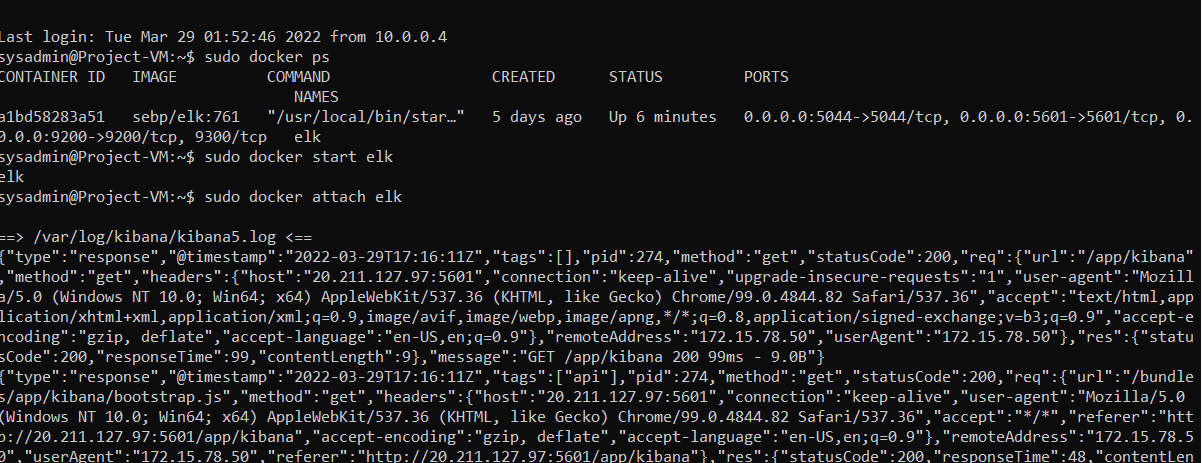 Last login: Tue Mar 29 01:52:46 2022 from 10.0.0.4
sysadmin@Project-VM:~$ sudo docker ps
CONTAINER ID   IMAGE          COMMAND                  CREATED      STATUS         PORTS
                              NAMES
a1bd58283a51   sebp/elk:761   "/usr/local/bin/star…"   5 days ago   Up 6 minutes   0.0.0.0:5044->5044/tcp, 0.0.0.0:5601->5601/tcp, 0.
0.0.0:9200->9200/tcp, 9300/tcp   elk
sysadmin@Project-VM:~$ sudo docker start elk
elk
sysadmin@Project-VM:~$ sudo docker attach elk
==> /var/log/kibana/kibana5.log <==
{"type":"response","@timestamp":"2022-03-29T17:16:11Z","tags":[],"pid":274,"method":"get","statusCode":200,"req":{"url":"/app/kibana"
,"method":"get","headers":{"host":"20.211.127.97:5601","connection":"keep-alive","upgrade-insecure-requests":"1","user-agent":"Mozill
a/5.0 (Windows NT 10.0; Win64; x64) AppleWebKit/537.36 (KHTML, like Gecko) Chrome/99.0.4844.82 Safari/537.36","accept":"text/html,app
lication/xhtml+xml,application/xml;q=0.9,image/avif,image/webp,image/apng,*/*;q=0.8,application/signed-exchange;v=b3;q=0.9","accept-e
ncoding":"gzip, deflate","accept-language":"en-US,en;q=0.9"},"remoteAddress":"172.15.78.50","userAgent":"172.15.78.50"},"res":{"statu
sCode":200,"responseTime":99,"contentLength":9},"message":"GET /app/kibana 200 99ms - 9.0B"}
{"type":"response","@timestamp":"2022-03-29T17:16:11Z","tags":["api"],"pid":274,"method":"get","statusCode":200,"req":{"url":"/bundle
s/app/kibana/bootstrap.js","method":"get","headers":{"host":"20.211.127.97:5601","connection":"keep-alive","user-agent":"Mozilla/5.0 
(Windows NT 10.0; Win64; x64) AppleWebKit/537.36 (KHTML, like Gecko) Chrome/99.0.4844.82 Safari/537.36","accept":"*/*","referer":"htt
p://20.211.127.97:5601/app/kibana","accept-encoding":"gzip, deflate","accept-language":"en-US,en;q=0.9"},"remoteAddress":"172.15.78.5
0","userAgent":"172.15.78.50","referer":"http://20.211.127.97:5601/app/kibana"},"res":{"statusCode":200,"responseTime":48,"contentLen